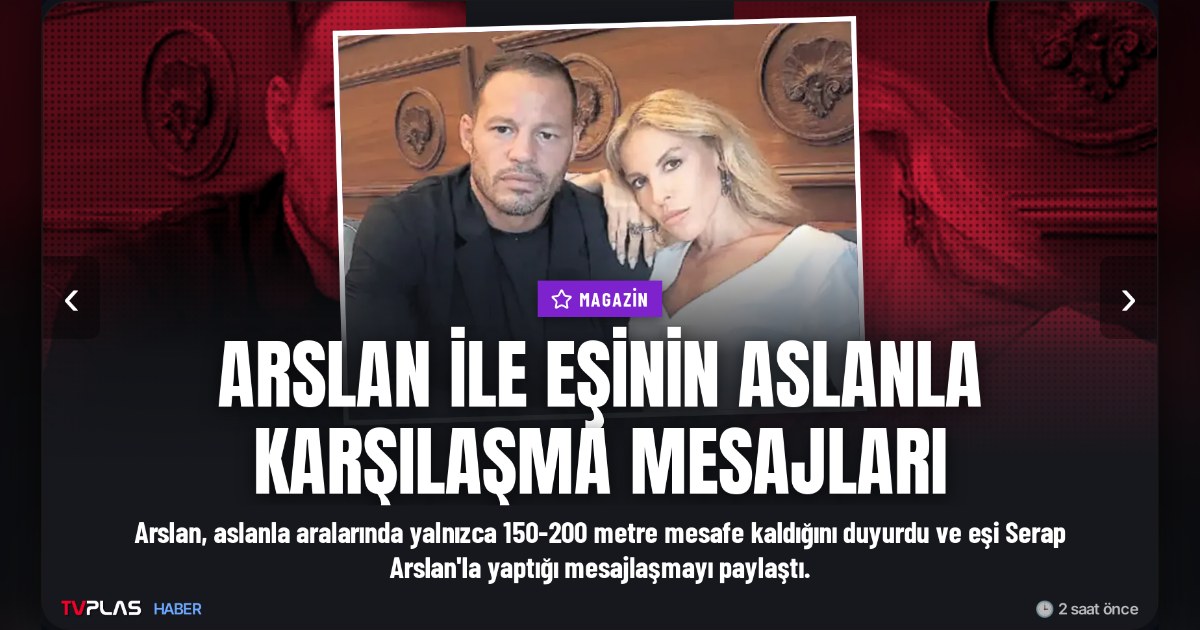 MAGAZİN
ARSLAN İLE EŞİNİN ASLANLA
KARŞILAŞMA MESAJLARI
Arslan, aslanla aralarında yalnızca 150-200 metre mesafe kaldığını duyurdu ve eşi Serap
Arslan'la yaptığı mesajlaşmayı paylaştı.
TVPLAS HABER
2 saat önce